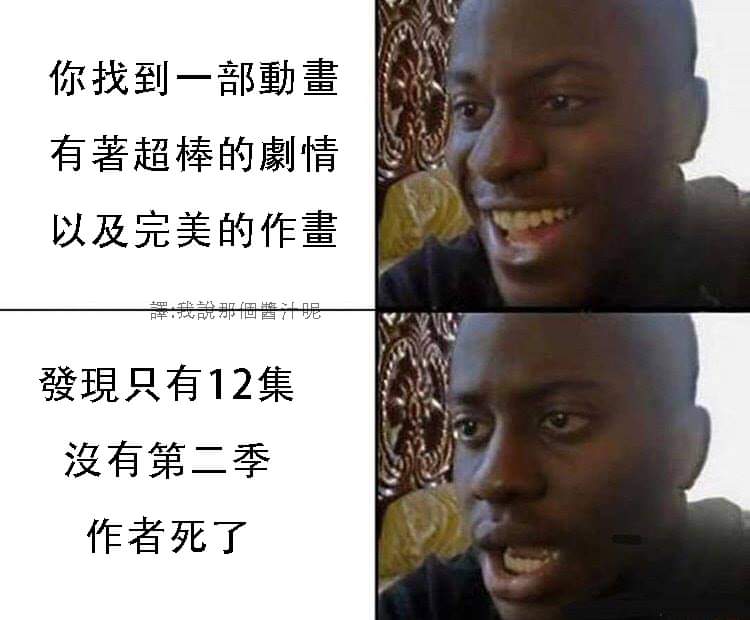 你找到一部動畫
有著超棒的劇情
以及完美的作畫
譯:我說那個醬汁呢
發現只有12集
沒有第二季
作者死了